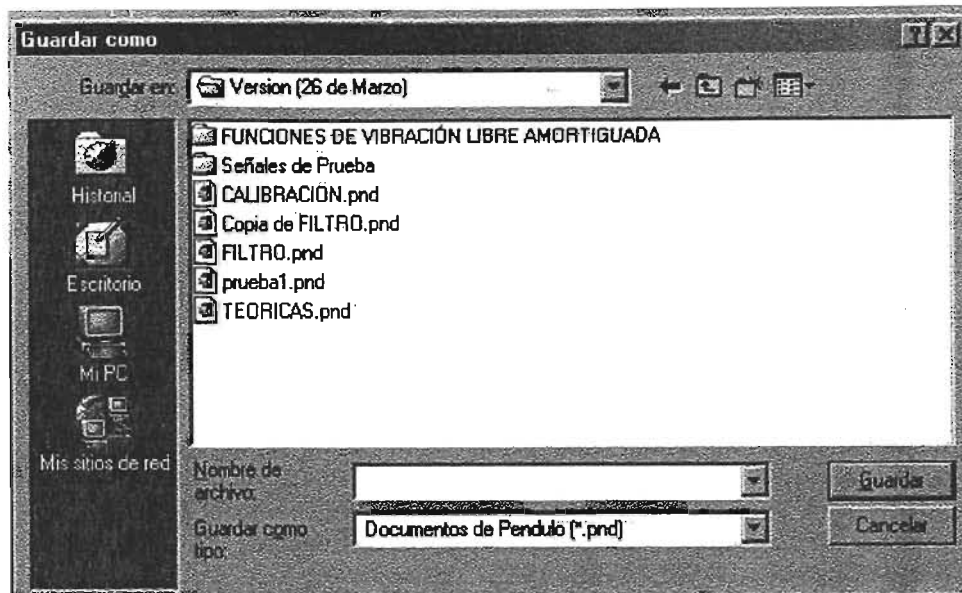 Guardar como
Guardar en: Version (26 de Marzo)
FUNCIONES DE VIBRACIÓN LIBRE AMORTIGUADA
Señales de Prueba
CALIBRACIÓN.pnd
Copia de FILTRO.pnd
FILTRO.pnd
prueba1.pnd
TEORICAS.pnd
Historial
Escritorio
Mi PC
Mis sitios de red
Nombre de
archivo:
Guardar
Guardar como
tipo:
Documentos de Pendulo (*.pnd)
Cancelar